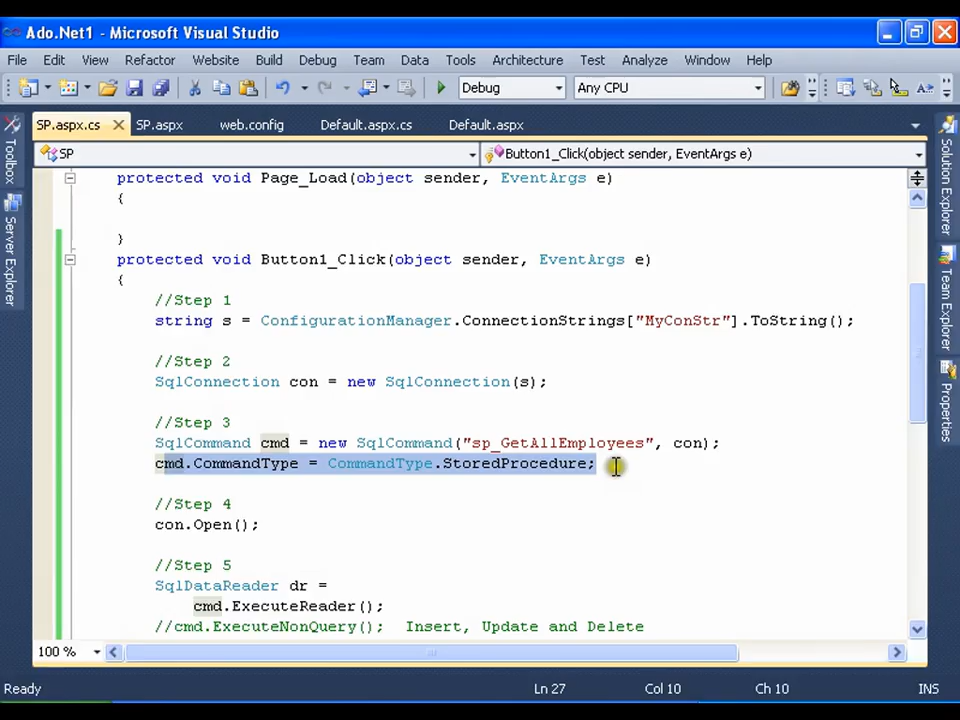 Ado.Net1 - Microsoft Visual Studio
File Edit View Refactor Website Build Debug Team Data Tools Architecture Test Analyze Window Help
Debug Any CPU
SP.aspx.cs SP.aspx web.config Default.aspx.cs Default.aspx
SP Button1_Click(object sender, EventArgs e)
Toolbox
Server Explorer
protected void Page_Load(object sender, EventArgs e)
{
}
protected void Button1_Click(object sender, EventArgs e)
{
//Step 1
string s = ConfigurationManager.ConnectionStrings["MyConStr"].ToString();
//Step 2
SqlConnection con = new SqlConnection(s);
//Step 3
SqlCommand cmd = new SqlCommand("sp_GetAllEmployees", con);
cmd.CommandType = CommandType.StoredProcedure;
//Step 4
con.Open();
//Step 5
SqlDataReader dr =
cmd.ExecuteReader();
//cmd.ExecuteNonQuery();  Insert, Update and Delete
Solution Explorer
Team Explorer
Properties
100 %
Ready Ln 27 Col 10 Ch 10 INS